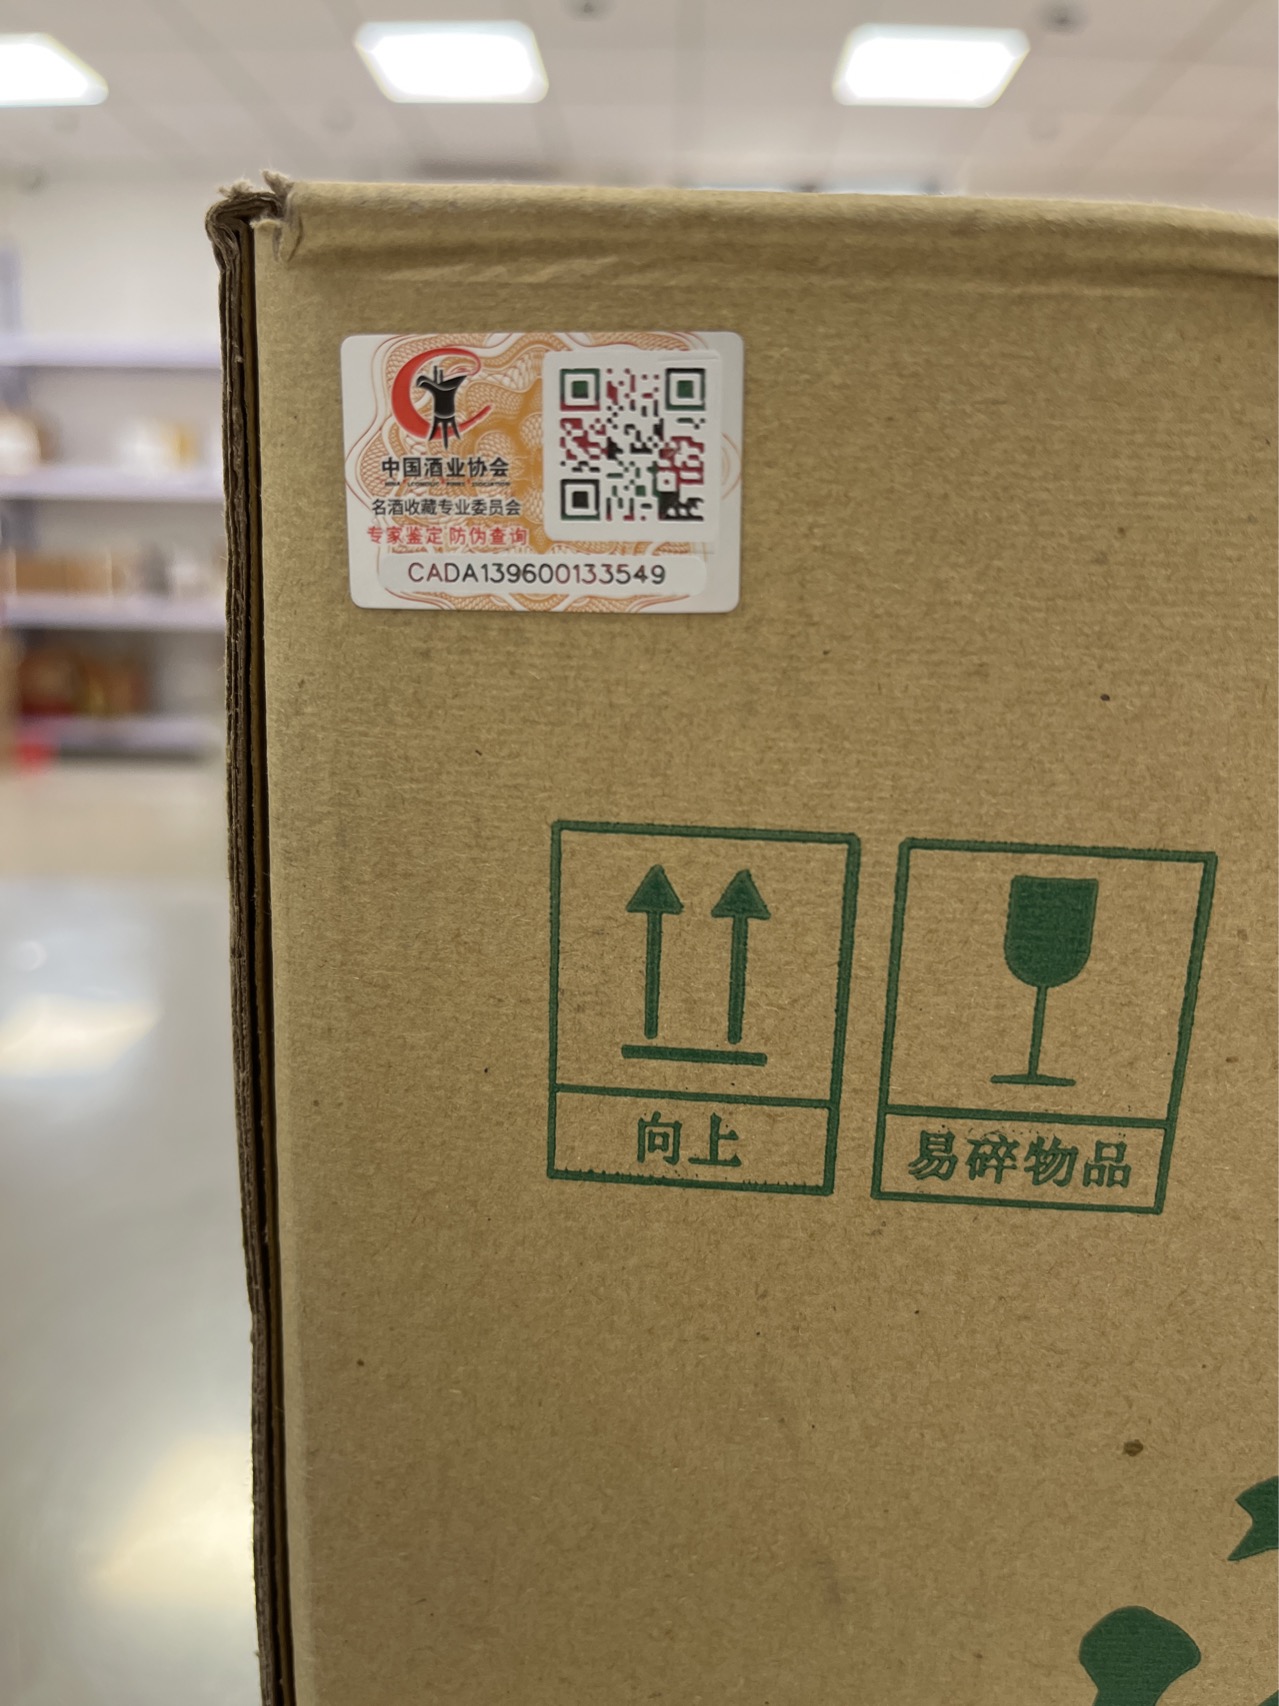 中国酒业协会
名酒收藏专业委员会
专家鉴定 防伪查询
CADA139600133549
向上
易碎物品